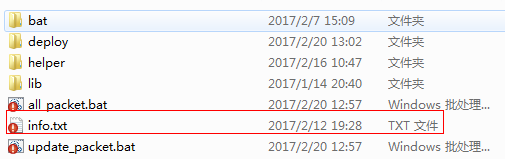 bat 2017/2/7 15:09 文件夹
deploy 2017/2/20 13:02 文件夹
helper 2017/2/16 10:47 文件夹
lib 2017/1/14 20:40 文件夹
all_packet.bat 2017/2/20 12:57 Windows 批处理...
info.txt 2017/2/12 19:28 TXT 文件
update_packet.bat 2017/2/20 12:57 Windows 批处理...